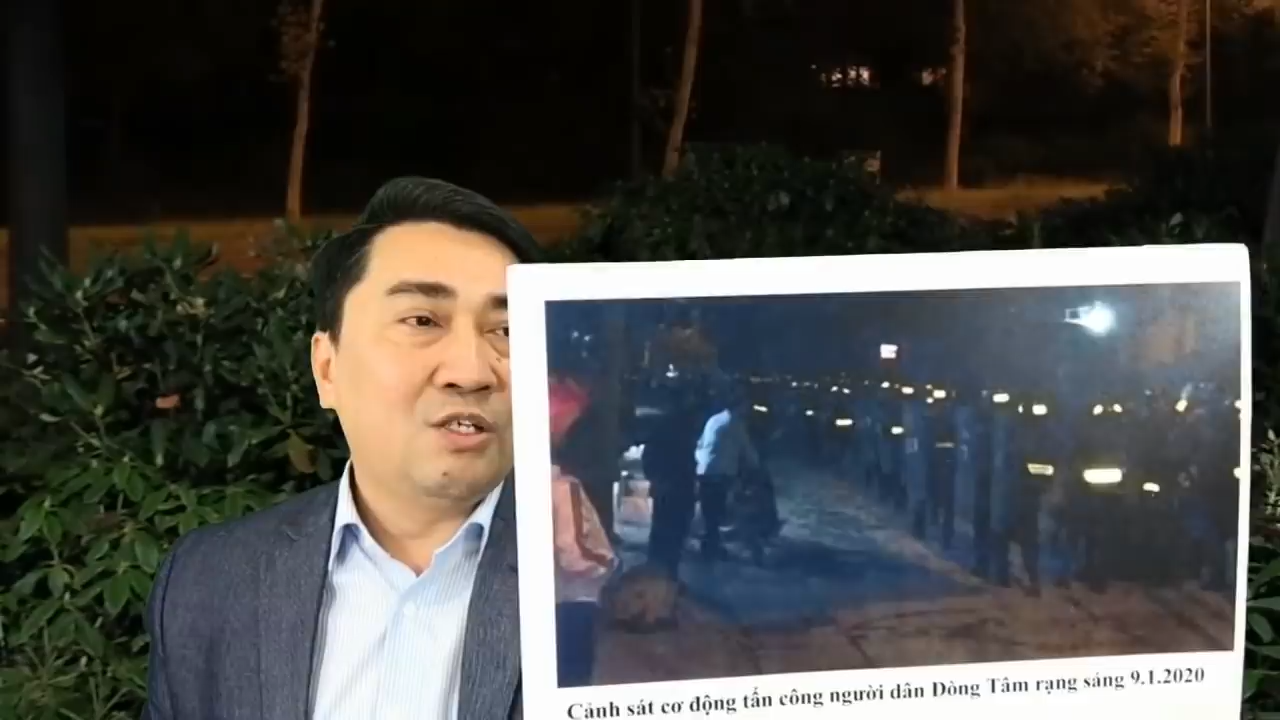 Cảnh sát cơ động tấn công người dân Đồng Tâm rạng sáng 9.1.2020